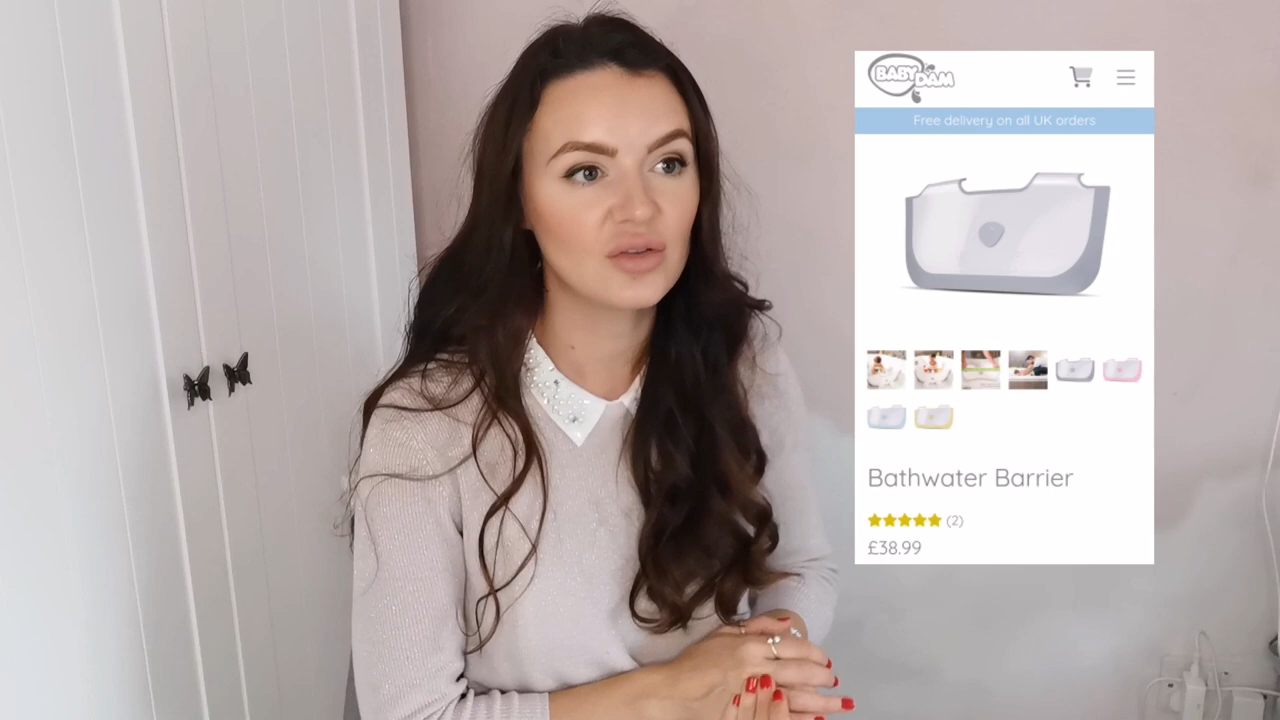 BABY
DAM
Free delivery on all UK orders
Bathwater Barrier
(2)
£38.99